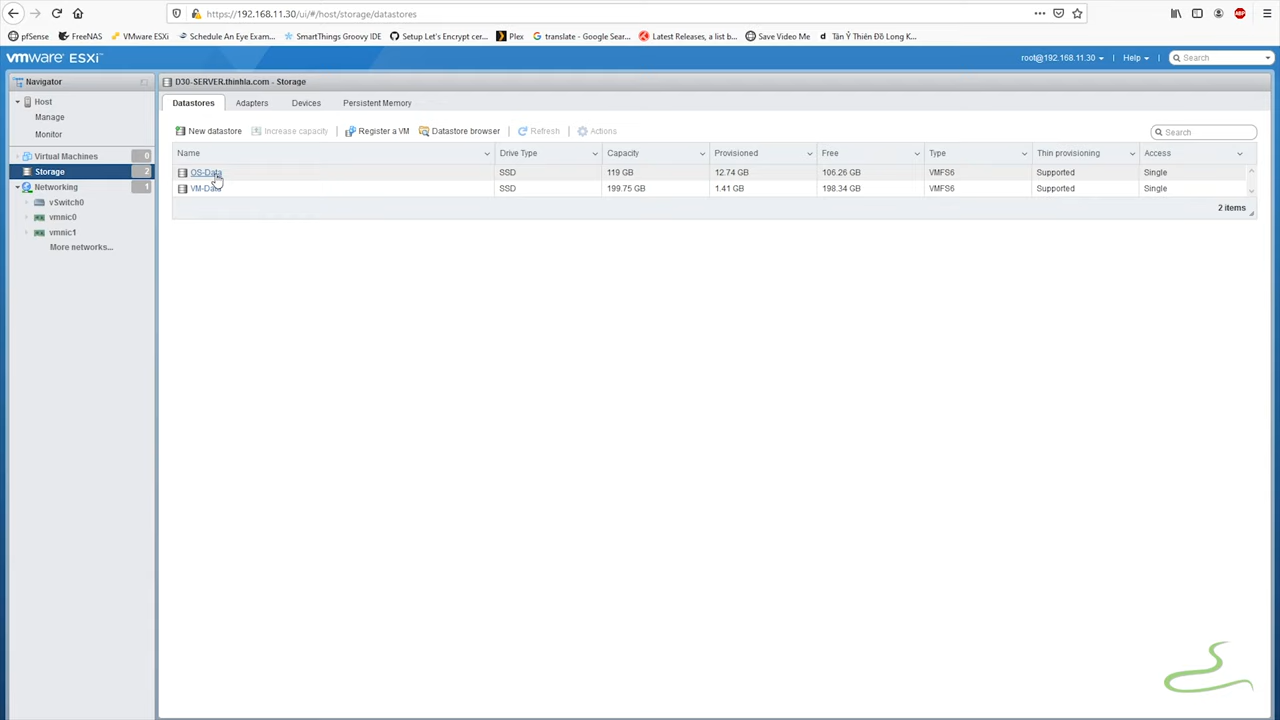 https://192.168.11.30/ui/#/host/storage/datastores
pfSense FreeNAS VMware ESXi Schedule An Eye Exam... SmartThings Groovy IDE Setup Let's Encrypt cer... Plex translate - Google Sear... Latest Releases, a list b... Save Video Me d Tân Ỷ Thiên Đồ Long K...
vmware ESXi™ root@192.168.11.30 Help Search
Navigator
D30-SERVER.thinhla.com - Storage
Host
Manage
Monitor
Virtual Machines 0
Storage 2
Networking 1
vSwitch0
vmnic0
vmnic1
More networks...
Datastores Adapters Devices Persistent Memory
New datastore Increase capacity Register a VM Datastore browser Refresh Actions Search
Name Drive Type Capacity Provisioned Free Type Thin provisioning Access
OS-Data SSD 119 GB 12.74 GB 106.26 GB VMFS6 Supported Single
VM-Data SSD 199.75 GB 1.41 GB 198.34 GB VMFS6 Supported Single
2 items